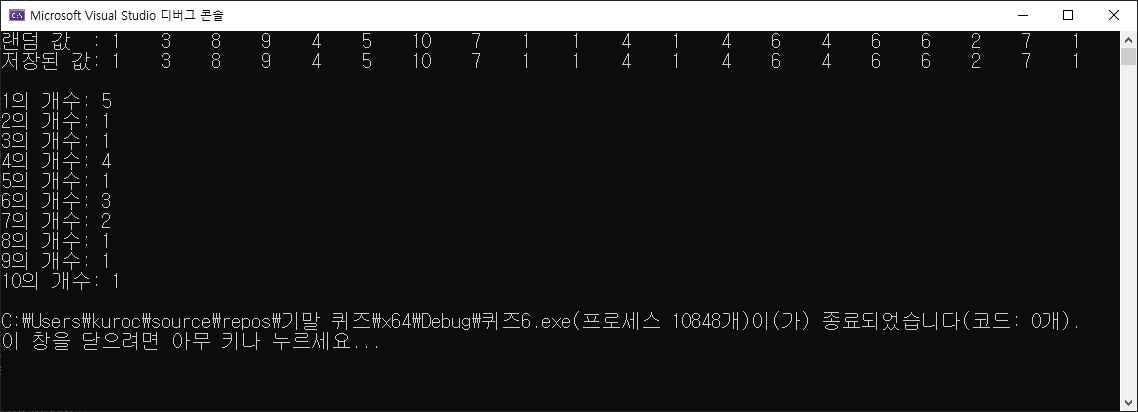 Microsoft Visual Studio 디버그 콘솔
랜덤 값  : 1 3 8 9 4 5 10 7 1 1 4 1 4 6 4 6 6 2 7 1
저장된 값: 1 3 8 9 4 5 10 7 1 1 4 1 4 6 4 6 6 2 7 1
1의 개수: 5
2의 개수: 1
3의 개수: 1
4의 개수: 4
5의 개수: 1
6의 개수: 3
7의 개수: 2
8의 개수: 1
9의 개수: 1
10의 개수: 1
C:₩Users₩kuroc₩source₩repos₩기말 퀴즈₩x64₩Debug₩퀴즈6.exe(프로세스 10848개)이(가) 종료되었습니다(코드: 0개).
이 창을 닫으려면 아무 키나 누르세요...